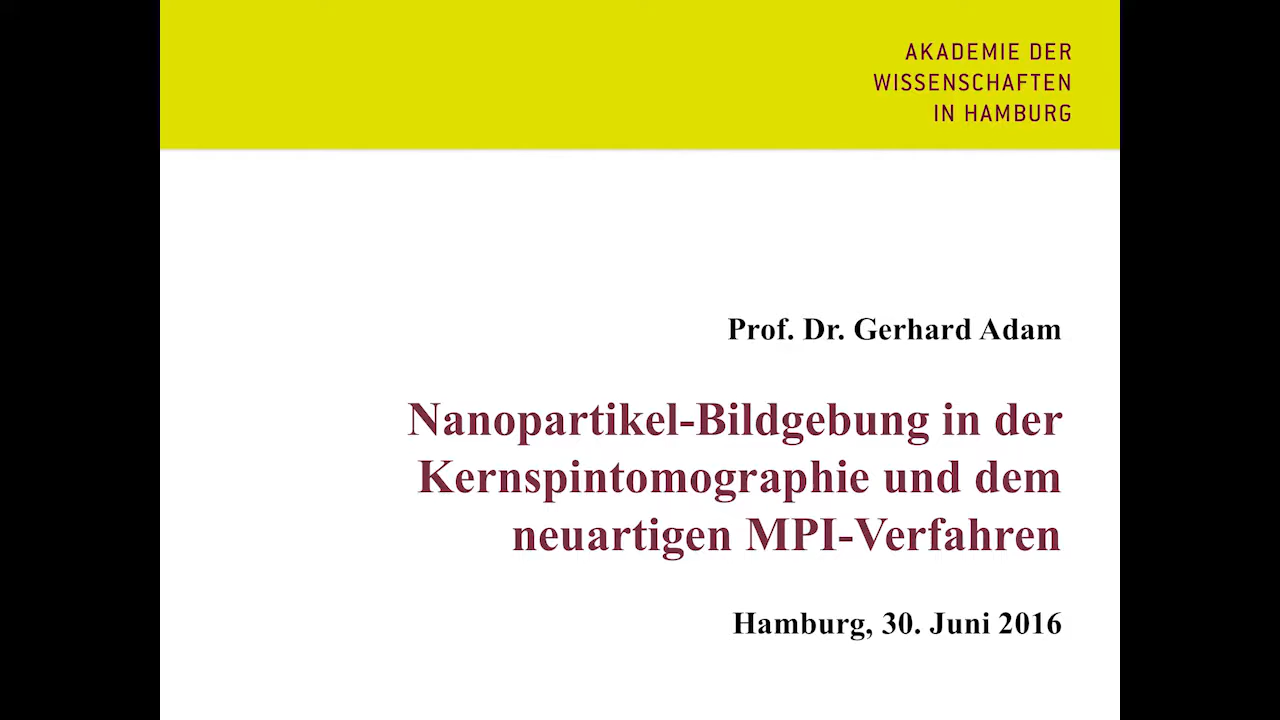 AKADEMIE DER
WISSENSCHAFTEN
IN HAMBURG
Prof. Dr. Gerhard Adam
Nanopartikel-Bildgebung in der
Kernspintomographie und dem
neuartigen MPI-Verfahren
Hamburg, 30. Juni 2016